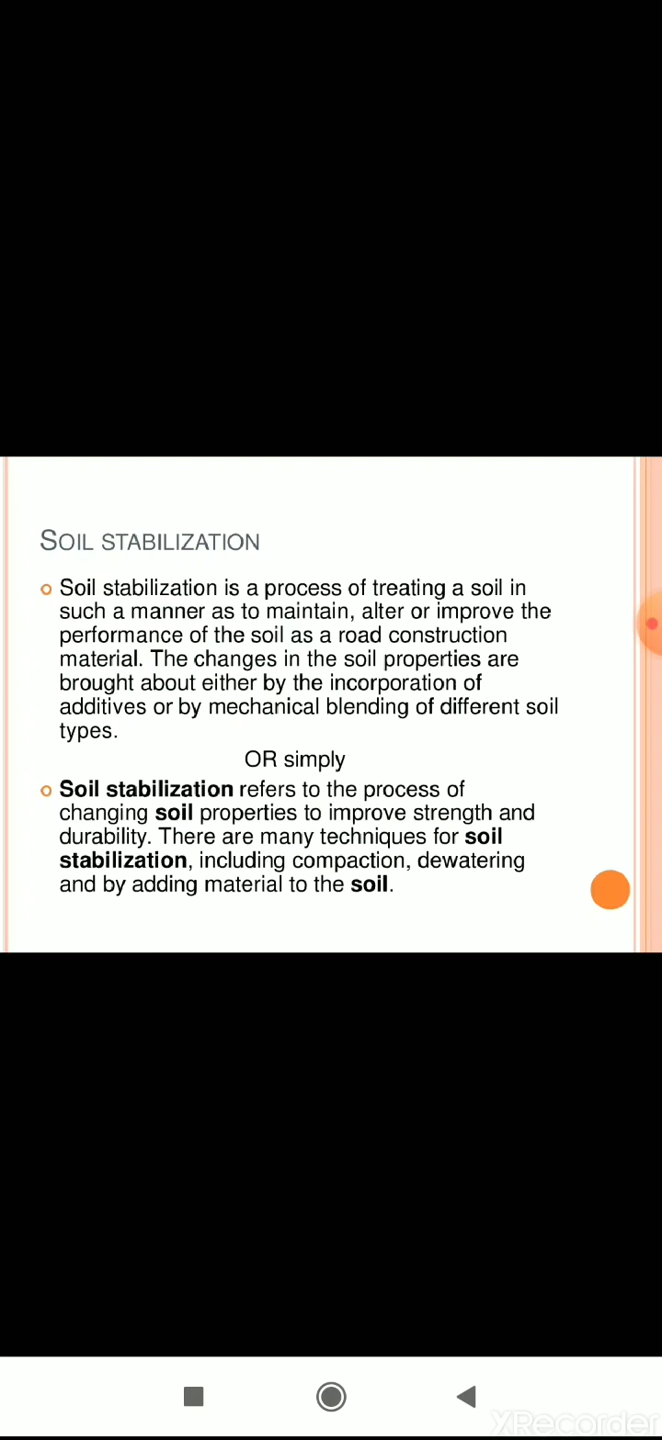 SOIL STABILIZATION
Soil stabilization is a process of treating a soil in
such a manner as to maintain, alter or improve the
performance of the soil as a road construction
material. The changes in the soil properties are
brought about either by the incorporation of
additives or by mechanical blending of different soil
types.
OR simply
Soil stabilization refers to the process of
changing soil properties to improve strength and
durability. There are many techniques for soil
stabilization, including compaction, dewatering
and by adding material to the soil.
XRecorder